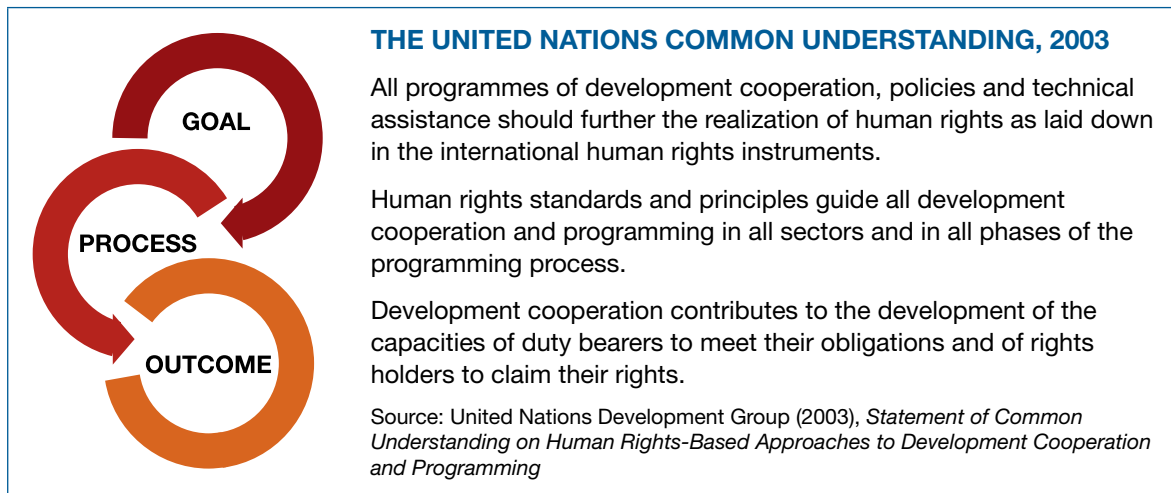 THE UNITED NATIONS COMMON UNDERSTANDING, 2003
GOAL
All programmes of development cooperation, policies and technical
assistance should further the realization of human rights as laid down
in the international human rights instruments.
PROCESS
Human rights standards and principles guide all development
cooperation and programming in all sectors and in all phases of the
programming process.
OUTCOME
Development cooperation contributes to the development of the
capacities of duty bearers to meet their obligations and of rights
holders to claim their rights.
Source: United Nations Development Group (2003), Statement of Common
Understanding on Human Rights-Based Approaches to Development Cooperation
and Programming